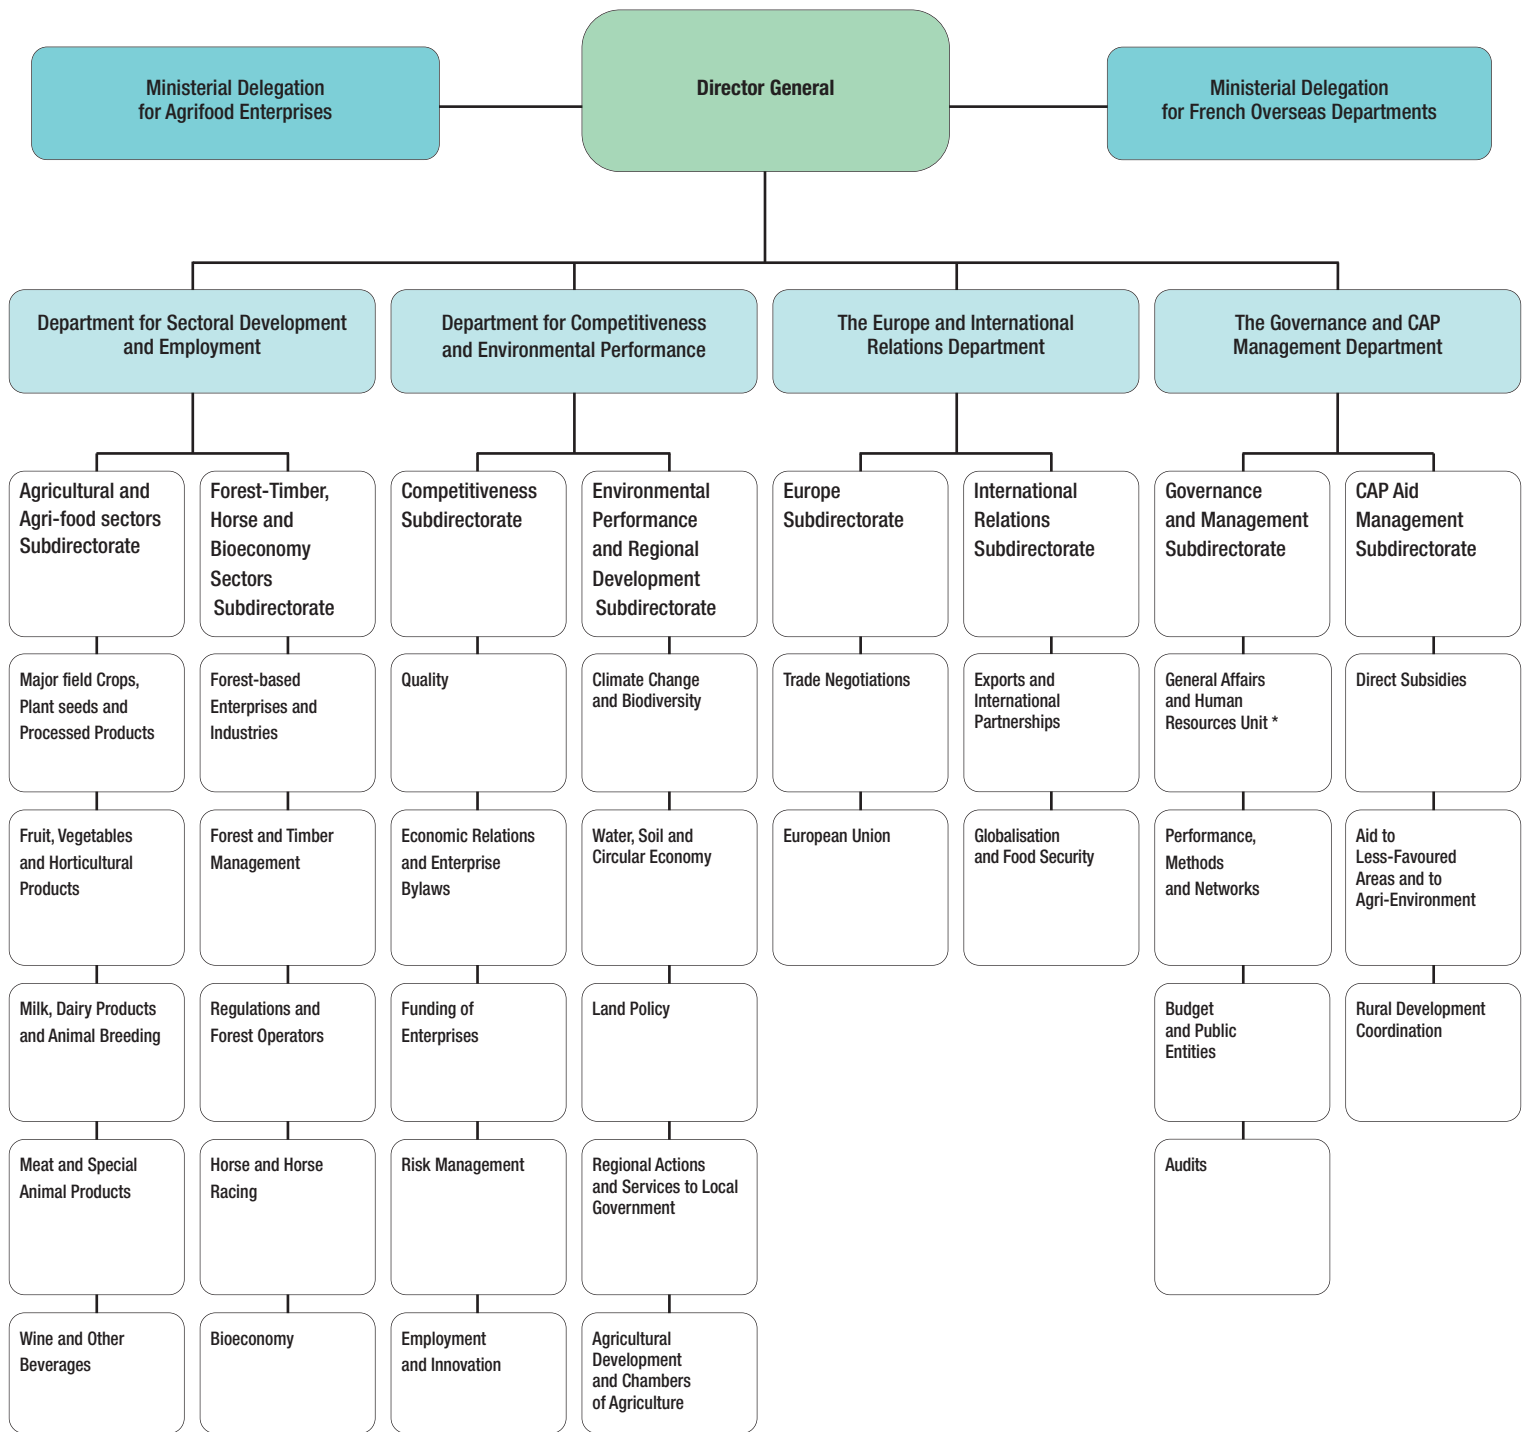 Ministerial Delegation
for Agrifood Enterprises
Director General
Ministerial Delegation
for French Overseas Departments
Department for Sectoral Development
and Employment
Department for Competitiveness
and Environmental Performance
The Europe and International
Relations Department
The Governance and CAP
Management Department
Agricultural and
Agri-food sectors
Subdirectorate
Major field Crops,
Plant seeds and
Processed Products
Fruit, Vegetables
and Horticultural
Products
Milk, Dairy Products
and Animal Breeding
Meat and Special
Animal Products
Wine and Other
Beverages
Forest-Timber,
Horse and
Bioeconomy
Sectors
Subdirectorate
Forest-based
Enterprises and
Industries
Forest and Timber
Management
Regulations and
Forest Operators
Horse and Horse
Racing
Bioeconomy
Competitiveness
Subdirectorate
Quality
Economic Relations
and Enterprise
Bylaws
Funding of
Enterprises
Risk Management
Employment
and Innovation
Environmental
Performance
and Regional
Development
Subdirectorate
Climate Change
and Biodiversity
Water, Soil and
Circular Economy
Land Policy
Regional Actions
and Services to Local
Government
Agricultural
Development
and Chambers
of Agriculture
Europe
Subdirectorate
Trade Negotiations
European Union
International
Relations
Subdirectorate
Exports and
International
Partnerships
Globalisation
and Food Security
Governance
and Management
Subdirectorate
General Affairs
and Human
Resources Unit *
Performance,
Methods
and Networks
Budget
and Public
Entities
Audits
CAP Aid
Management
Subdirectorate
Direct Subsidies
Aid to
Less-Favoured
Areas and to
Agri-Environment
Rural Development
Coordination